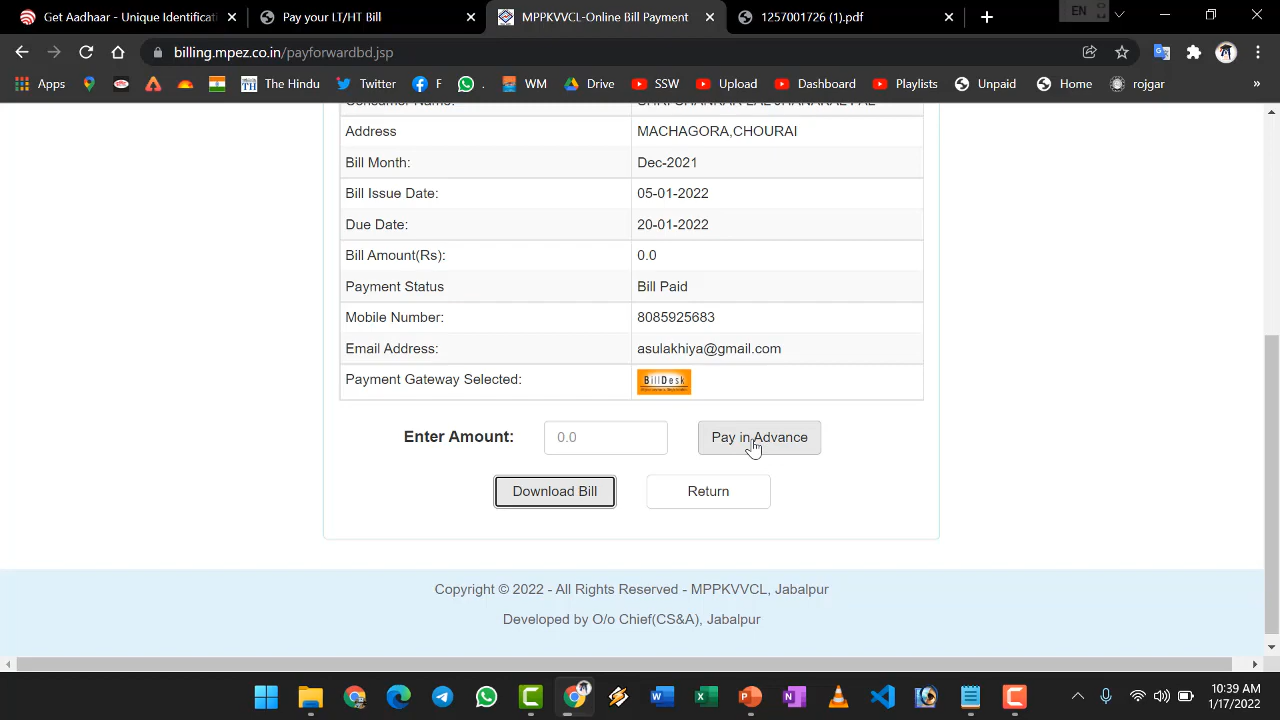 Get Aadhaar - Unique Identificati
Pay your LT/HT Bill
MPPKVVCL-Online Bill Payment
1257001726 (1).pdf
EN
billing.mpez.co.in/payforwardbd.jsp
Apps
The Hindu
Twitter
F
.
WM
Drive
SSW
Upload
Dashboard
Playlists
Unpaid
Home
rojgar
»
Consumer Name:
Address MACHAGORA,CHOURAI
Bill Month: Dec-2021
Bill Issue Date: 05-01-2022
Due Date: 20-01-2022
Bill Amount(Rs): 0.0
Payment Status Bill Paid
Mobile Number: 8085925683
Email Address: asulakhiya@gmail.com
Payment Gateway Selected: BillDesk
Enter Amount: 0.0 Pay in Advance
Download Bill Return
Copyright © 2022 - All Rights Reserved - MPPKVVCL, Jabalpur
Developed by O/o Chief(CS&A), Jabalpur
10:39 AM
1/17/2022